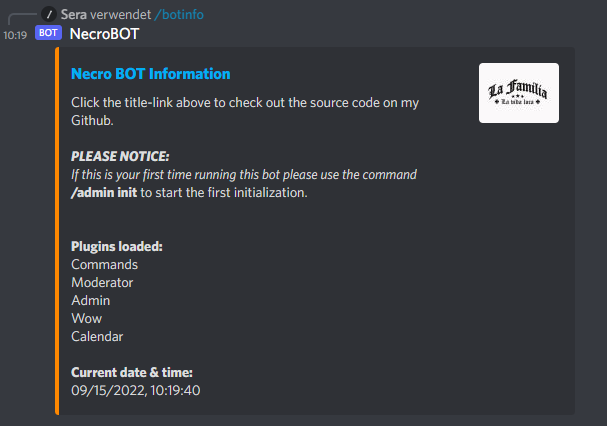 / Sera verwendet /botinfo
10:19 BOT NecroBOT
Necro BOT Information
Click the title-link above to check out the source code on my
Github.
La Familia
La vida loca
PLEASE NOTICE:
If this is your first time running this bot please use the command
/admin init to start the first initialization.
Plugins loaded:
Commands
Moderator
Admin
Wow
Calendar
Current date & time:
09/15/2022, 10:19:40